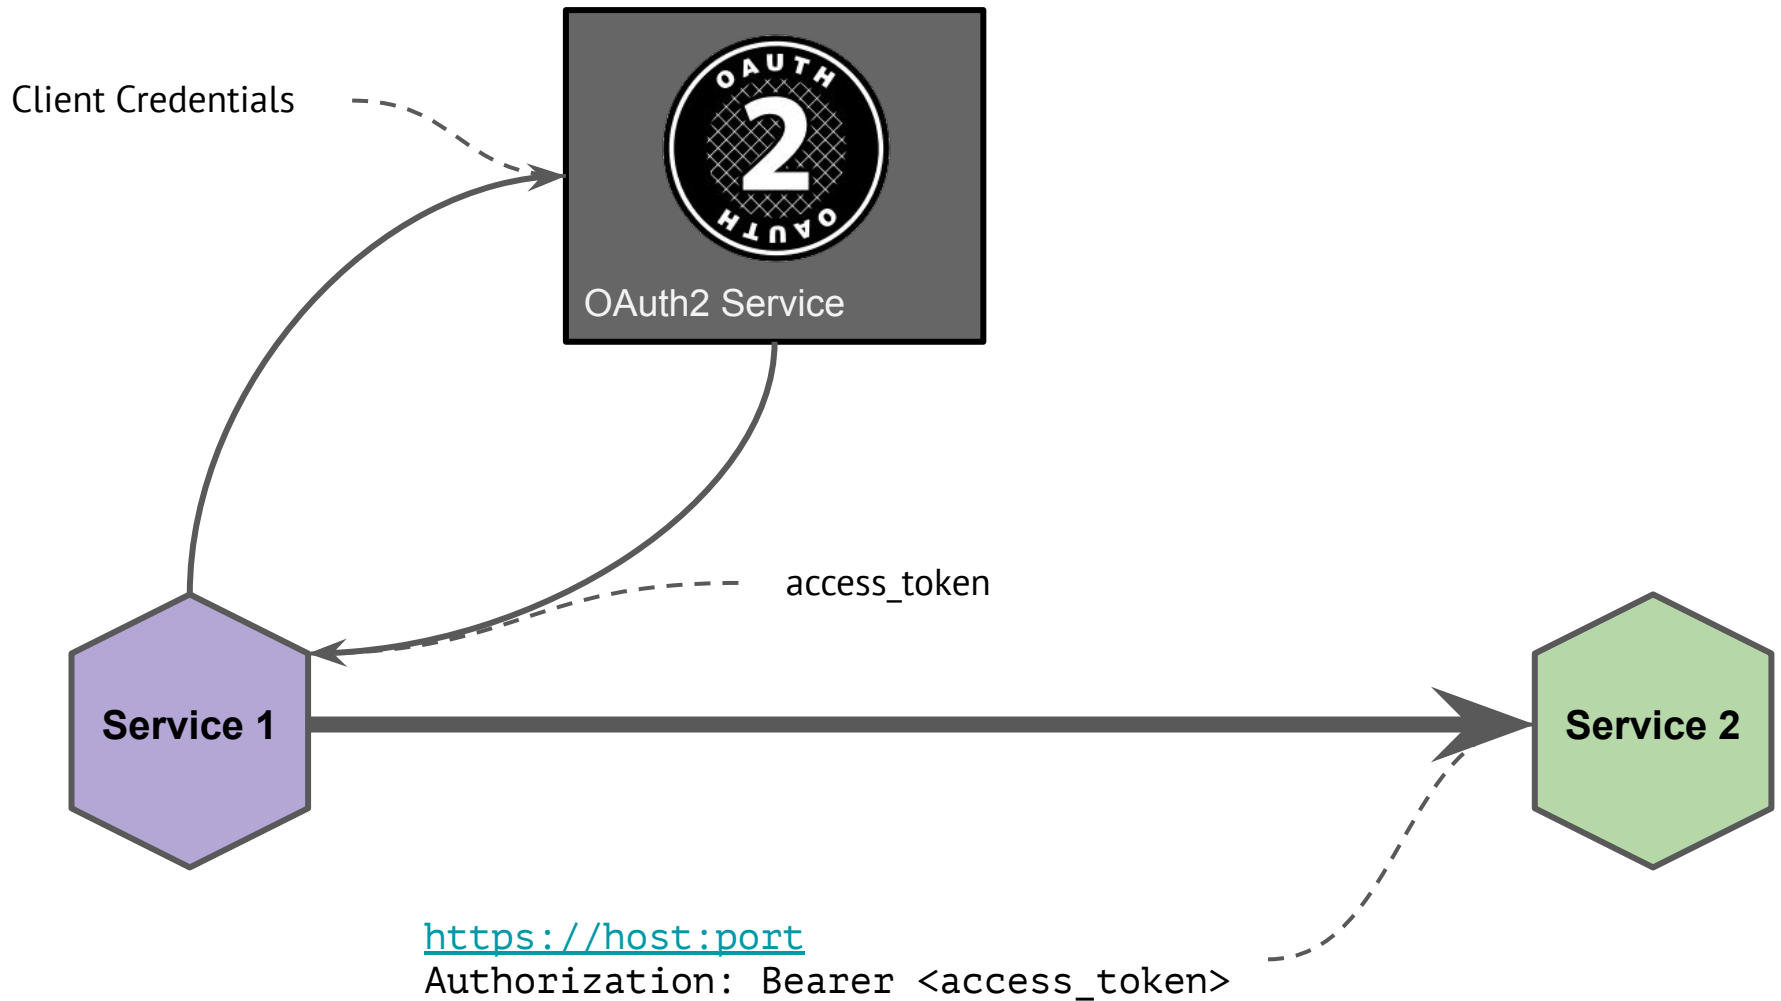 Client Credentials
OAUTH
2
OAUTH
OAuth2 Service
access_token
Service 1
Service 2
https://host:port
Authorization: Bearer <access_token>